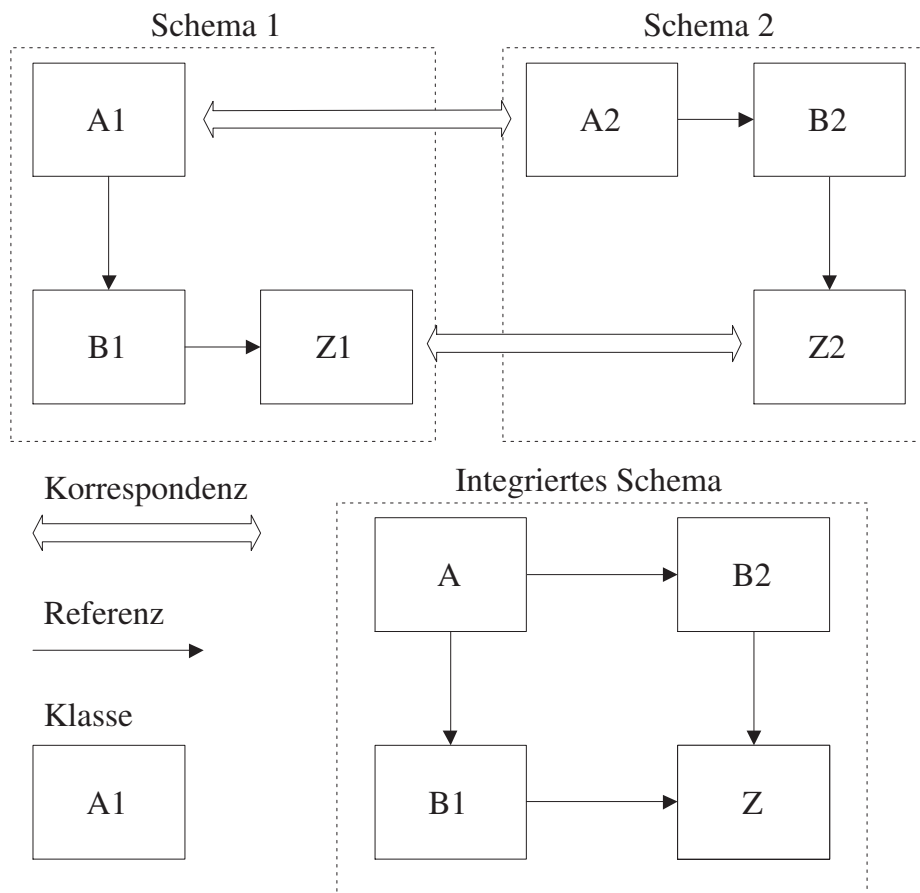 Schema 1
Schema 2
A1
A2
B2
B1
Z1
Z2
Korrespondenz
Integriertes Schema
A
B2
Referenz
Klasse
A1
B1
Z